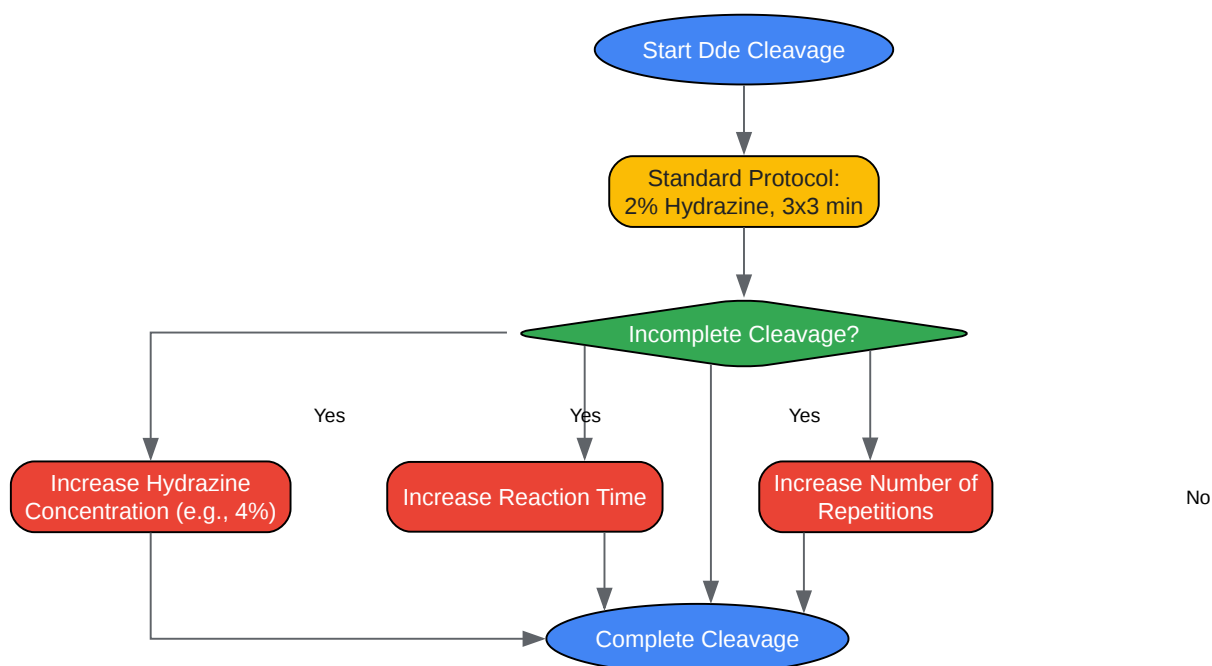 Start Dde Cleavage
Standard Protocol:
2% Hydrazine, 3x3 min
Incomplete Cleavage?
Yes
Yes
Yes
Increase Hydrazine
Concentration (e.g., 4%)
Increase Reaction Time
Increase Number of
Repetitions
No
Complete Cleavage